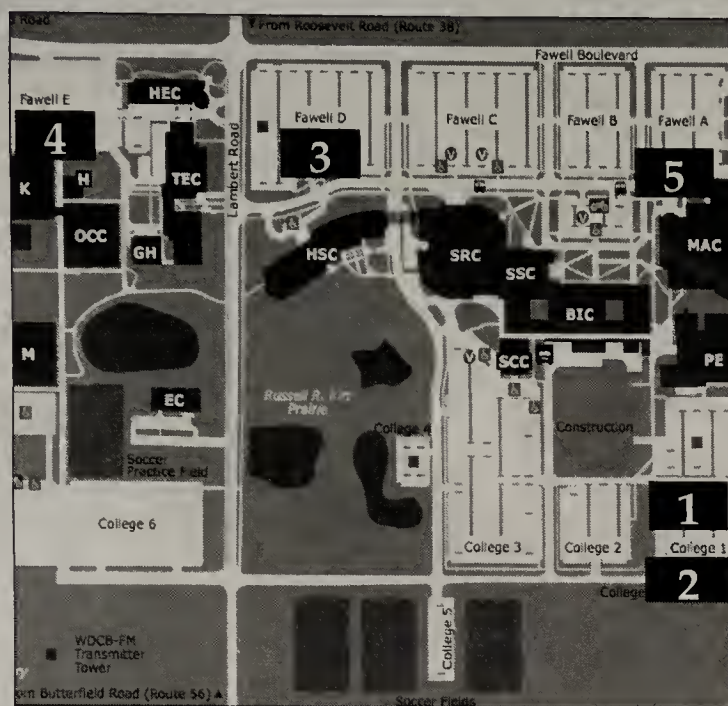 s Road
From Roosevelt Road (Route 38)
Fawell Boulevard
HEC
Fawell E
4
K
H
TEC
OCC
GH
Lambert Road
Fawell D
3
Fawell C
Fawell B
Fawell A
5
V
V
V
HSC
SRC
SSC
MAC
BIC
M
EC
V
SCC
PE
Russell R. Kirt
Prairie
College 4
Construction
Soccer
Practice Field
College 6
College 3
College 2
1
College 1
College
2
College 5
WDCB-FM
Transmitter
Tower
om Butterfield Road (Route 56)
Soccer Fields